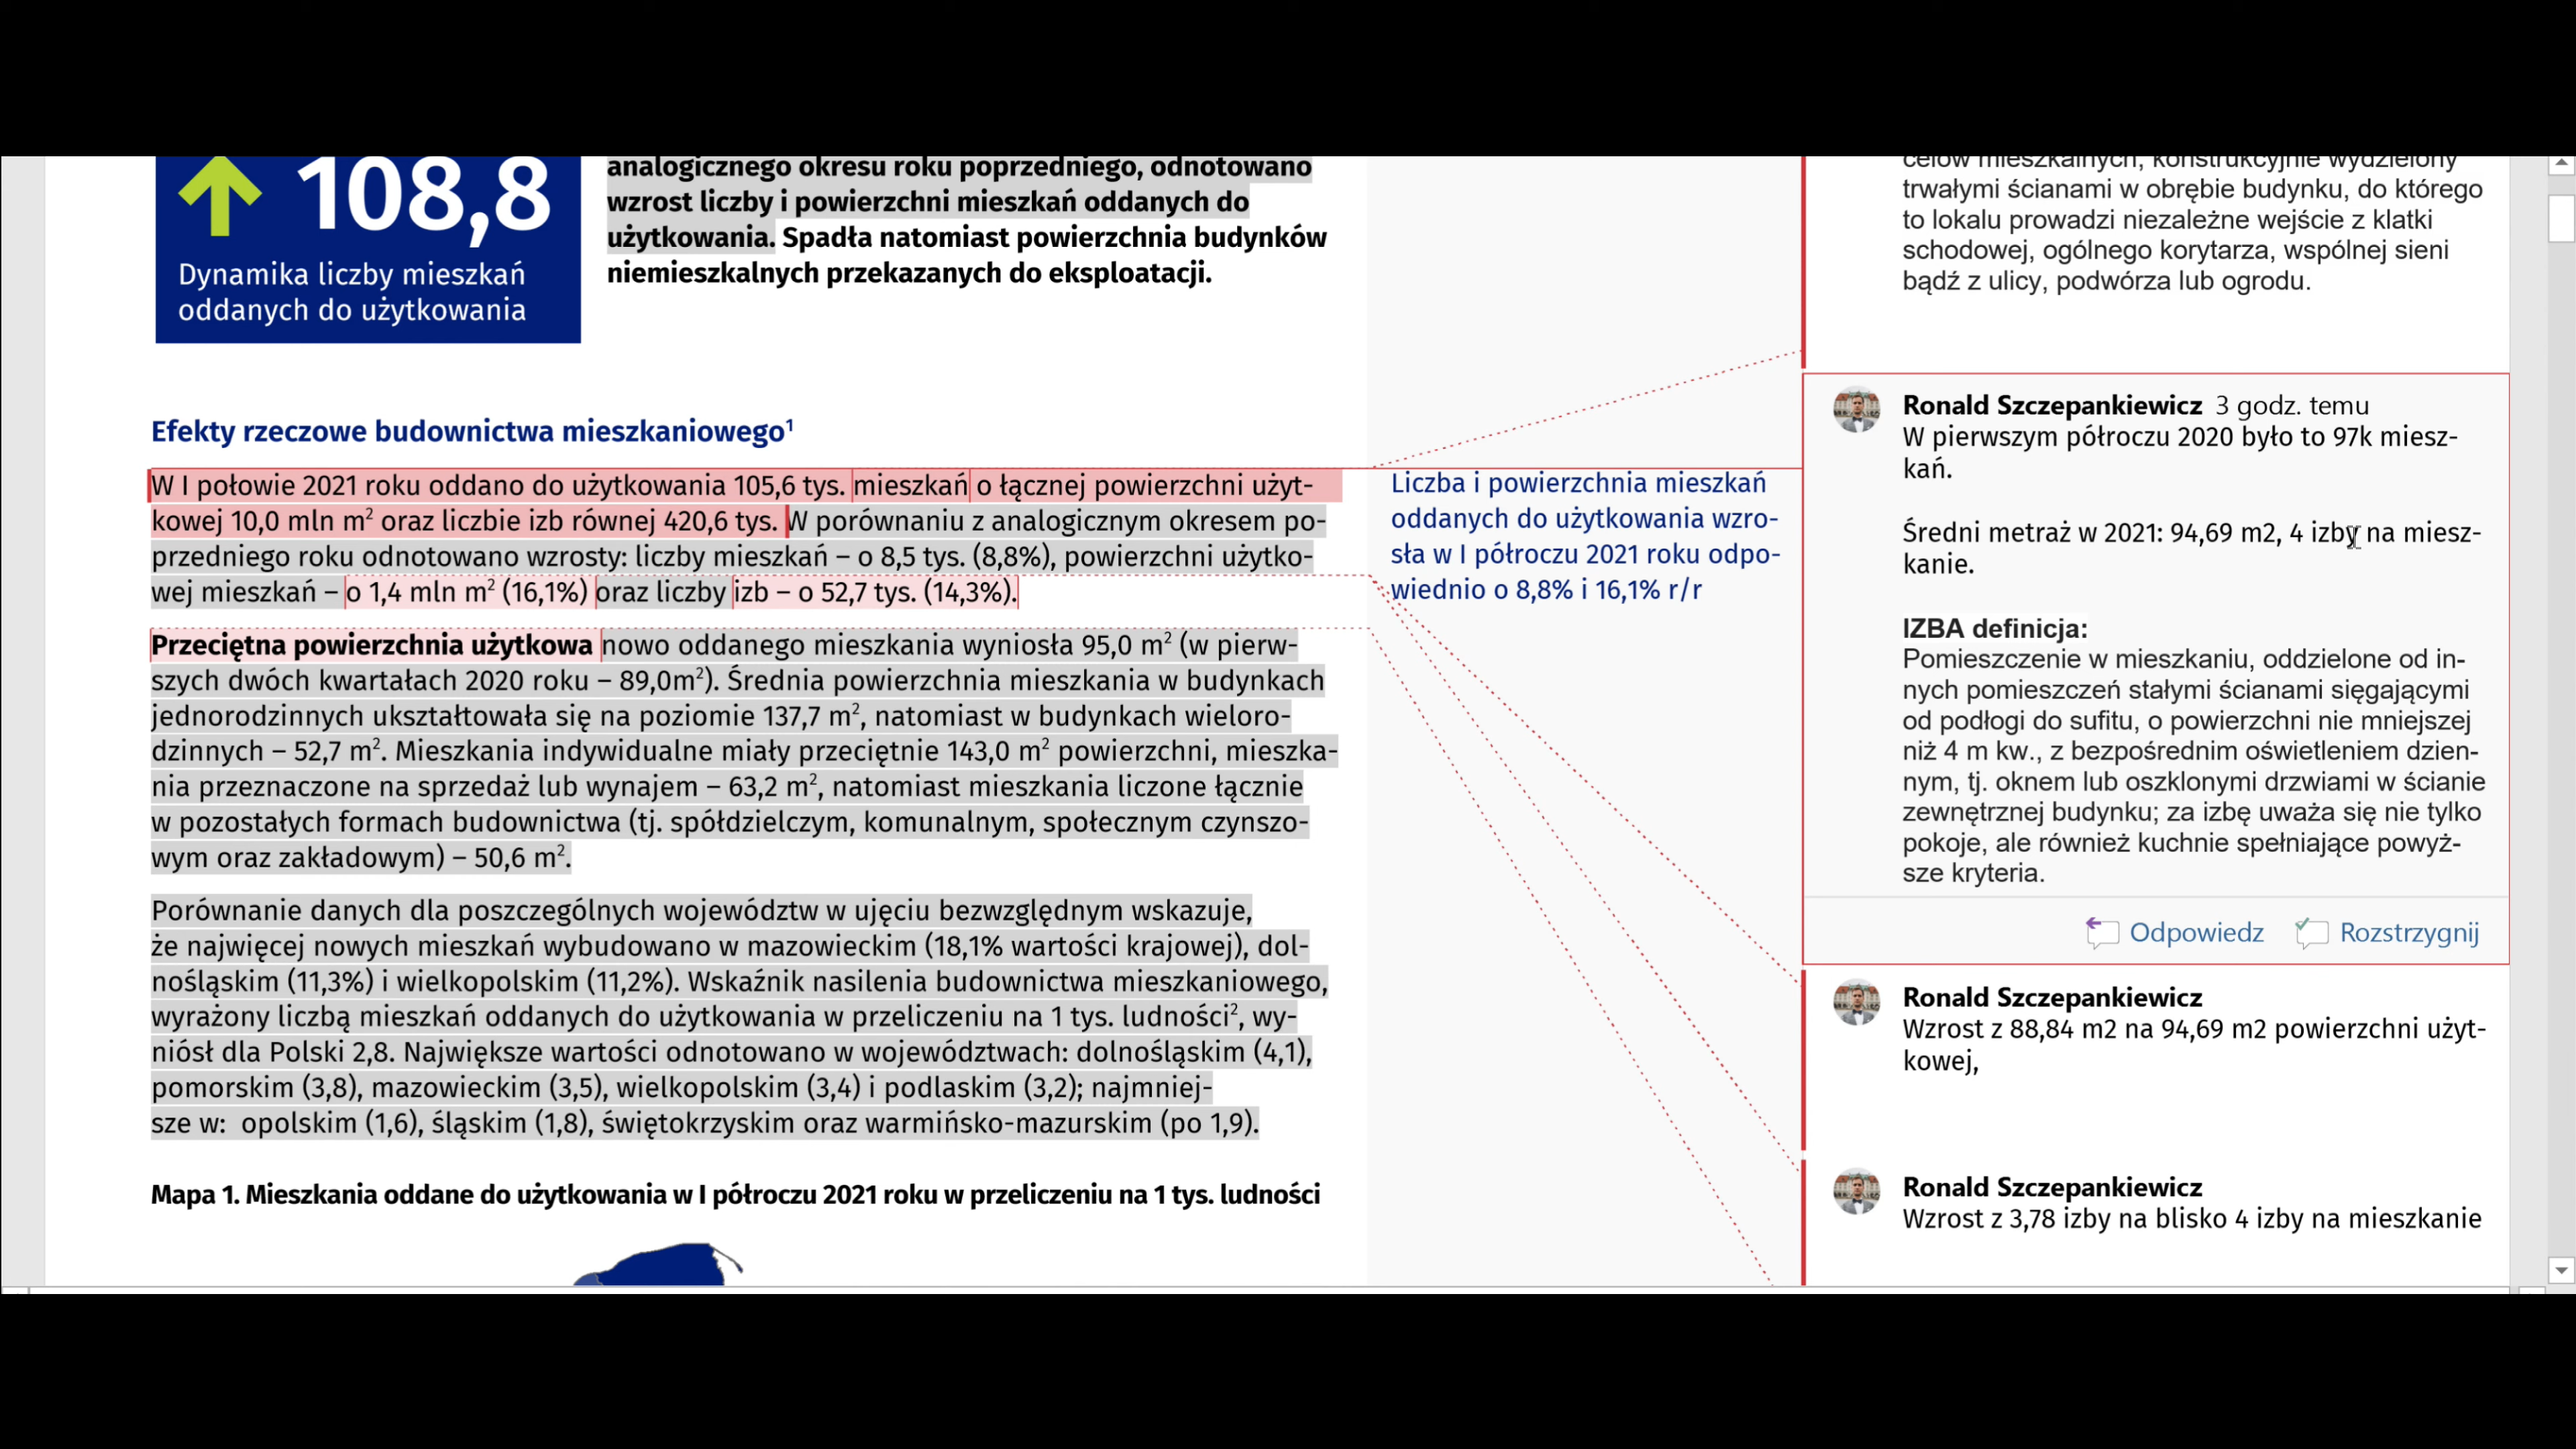 108,8
Dynamika liczby mieszkań
oddanych do użytkowania
analogicznego okresu roku poprzedniego, odnotowano
wzrost liczby i powierzchni mieszkań oddanych do
użytkowania. Spadła natomiast powierzchnia budynków
niemieszkalnych przekazanych do eksploatacji.
Efekty rzeczowe budownictwa mieszkaniowego¹
W I połowie 2021 roku oddano do użytkowania 105,6 tys. mieszkań o łącznej powierzchni użyt-
kowej 10,0 mln m² oraz liczbie izb równej 420,6 tys. W porównaniu z analogicznym okresem po-
przedniego roku odnotowano wzrosty: liczby mieszkań – o 8,5 tys. (8,8%), powierzchni użytko-
wej mieszkań – o 1,4 mln m² (16,1%) oraz liczby izb – o 52,7 tys. (14,3%).
Przeciętna powierzchnia użytkowa nowo oddanego mieszkania wyniosła 95,0 m² (w pierw-
szych dwóch kwartałach 2020 roku – 89,0m²). Średnia powierzchnia mieszkania w budynkach
jednorodzinnych ukształtowała się na poziomie 137,7 m², natomiast w budynkach wieloro-
dzinnych – 52,7 m². Mieszkania indywidualne miały przeciętnie 143,0 m² powierzchni, mieszka-
nia przeznaczone na sprzedaż lub wynajem – 63,2 m², natomiast mieszkania liczone łącznie
w pozostałych formach budownictwa (tj. spółdzielczym, komunalnym, społecznym czynszo-
wym oraz zakładowym) – 50,6 m².
Porównanie danych dla poszczególnych województw w ujęciu bezwzględnym wskazuje,
że najwięcej nowych mieszkań wybudowano w mazowieckim (18,1% wartości krajowej), dol-
nośląskim (11,3%) i wielkopolskim (11,2%). Wskaźnik nasilenia budownictwa mieszkaniowego,
wyrażony liczbą mieszkań oddanych do użytkowania w przeliczeniu na 1 tys. ludności², wy-
niósł dla Polski 2,8. Największe wartości odnotowano w województwach: dolnośląskim (4,1),
pomorskim (3,8), mazowieckim (3,5), wielkopolskim (3,4) i podlaskim (3,2); najmniej-
sze w: opolskim (1,6), śląskim (1,8), świętokrzyskim oraz warmińsko-mazurskim (po 1,9).
Mapa 1. Mieszkania oddane do użytkowania w I półroczu 2021 roku w przeliczeniu na 1 tys. ludności
Liczba i powierzchnia mieszkań
oddanych do użytkowania wzro-
sła w I półroczu 2021 roku odpo-
wiednio o 8,8% i 16,1% r/r
celów mieszkalnych, konstrukcyjnie wydzielony
trwałymi ścianami w obrębie budynku, do którego
to lokalu prowadzi niezależne wejście z klatki
schodowej, ogólnego korytarza, wspólnej sieni
bądź z ulicy, podwórza lub ogrodu.
Ronald Szczepankiewicz 3 godz. temu
W pierwszym półroczu 2020 było to 97k miesz-
kań.
Średni metraż w 2021: 94,69 m2, 4 izby na miesz-
kanie.
IZBA definicja:
Pomieszczenie w mieszkaniu, oddzielone od in-
nych pomieszczeń stałymi ścianami sięgającymi
od podłogi do sufitu, o powierzchni nie mniejszej
niż 4 m kw., z bezpośrednim oświetleniem dzien-
nym, tj. oknem lub oszklonymi drzwiami w ścianie
zewnętrznej budynku; za izbę uważa się nie tylko
pokoje, ale również kuchnie spełniające powyż-
sze kryteria.
Odpowiedz Rozstrzygnij
Ronald Szczepankiewicz
Wzrost z 88,84 m2 na 94,69 m2 powierzchni użyt-
kowej,
Ronald Szczepankiewicz
Wzrost z 3,78 izby na blisko 4 izby na mieszkanie